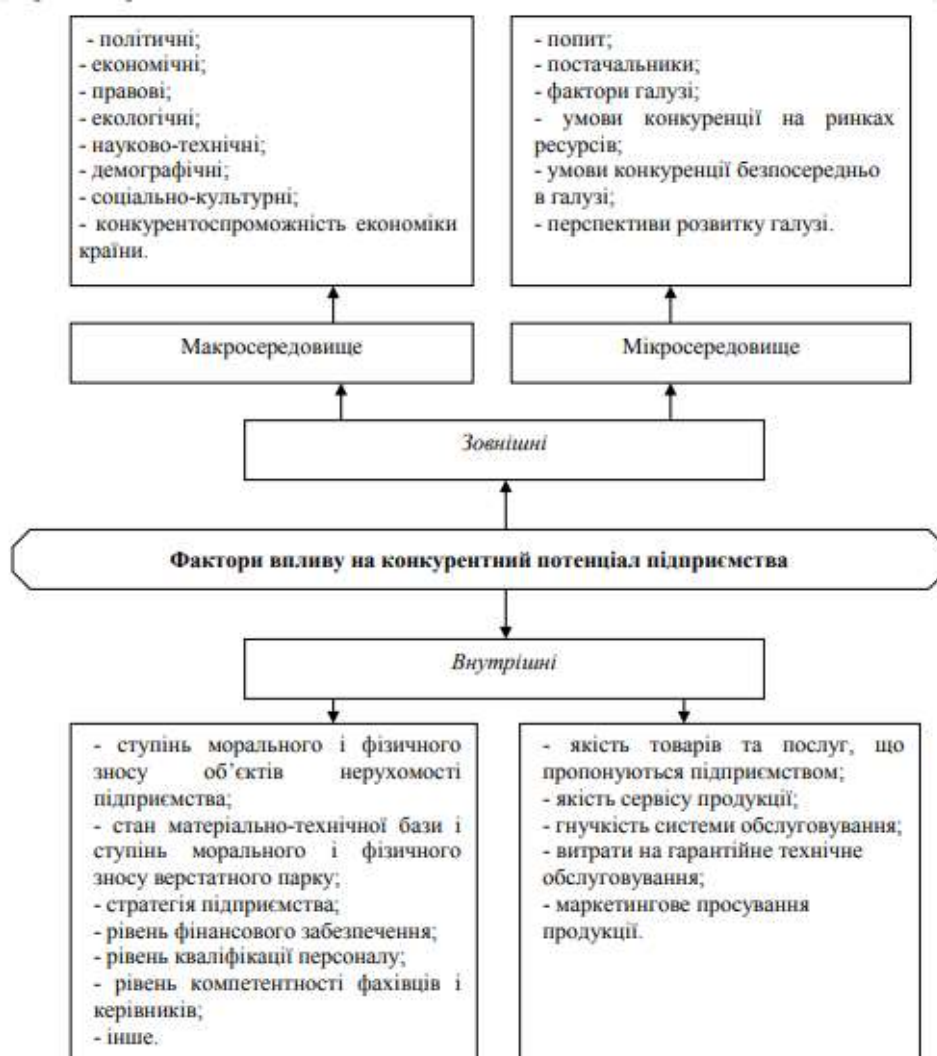 - політичні;
- економічні;
- правові;
- екологічні;
- науково-технічні;
- демографічні;
- соціально-культурні;
- конкурентоспроможність економіки
країни.
- попит;
- постачальники;
- фактори галузі;
- умови конкуренції на ринках
ресурсів;
- умови конкуренції безпосередньо
в галузі;
- перспективи розвитку галузі.
Макросередовище
Мікросередовище
Зовнішні
Фактори впливу на конкурентний потенціал підприємства
Внутрішні
- ступінь морального і фізичного
зносу об’єктів нерухомості
підприємства;
- стан матеріально-технічної бази і
ступінь морального і фізичного
зносу верстатного парку;
- стратегія підприємства;
- рівень фінансового забезпечення;
- рівень кваліфікації персоналу;
- рівень компетентності фахівців і
керівників;
- інше.
- якість товарів та послуг, що
пропонуються підприємством;
- якість сервісу продукції;
- гнучкість системи обслуговування;
- витрати на гарантійне технічне
обслуговування;
- маркетингове просування
продукції.